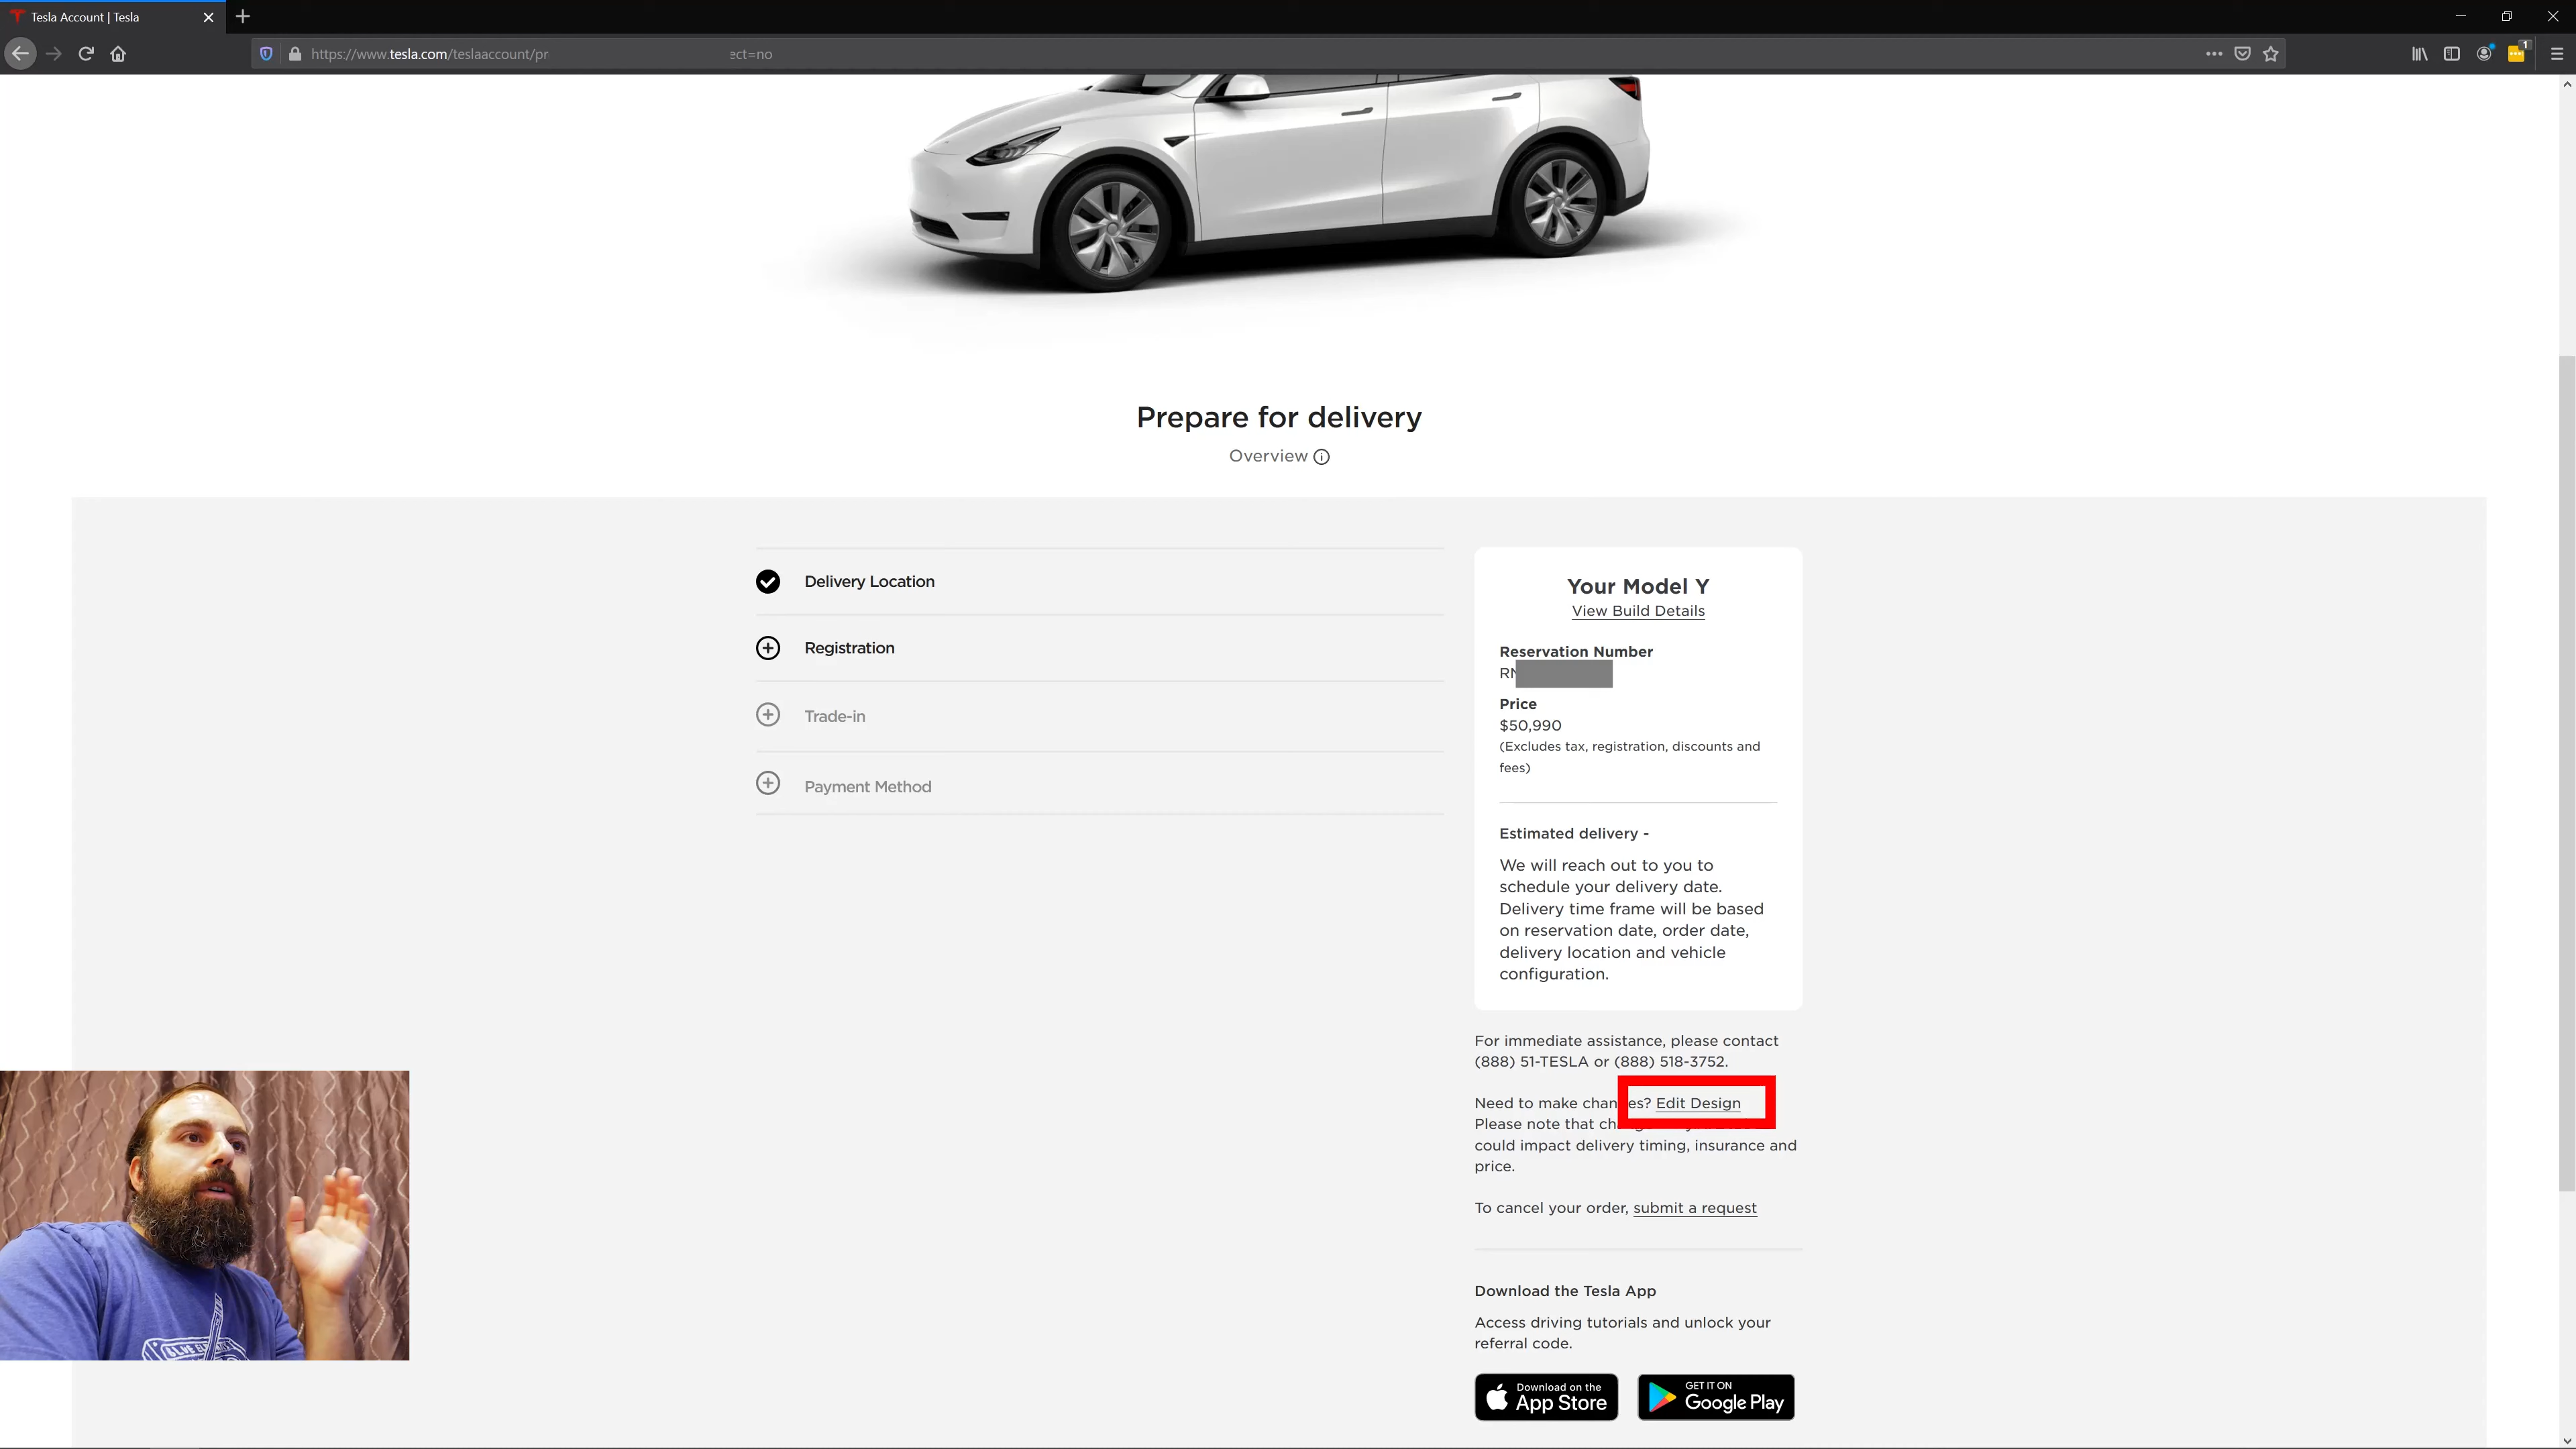 Tesla Account | Tesla
https://www.tesla.com/teslaaccount/pr ect=no
1
Prepare for delivery
Overview
Delivery Location
Registration
Trade-in
Payment Method
Your Model Y
View Build Details
Reservation Number
RN
Price
$50,990
(Excludes tax, registration, discounts and
fees)
Estimated delivery -
We will reach out to you to
schedule your delivery date.
Delivery time frame will be based
on reservation date, order date,
delivery location and vehicle
configuration.
For immediate assistance, please contact
(888) 51-TESLA or (888) 518-3752.
Need to make chan es? Edit Design
Please note that
could impact delivery timing, insurance and
price.
To cancel your order, submit a request
Download the Tesla App
Access driving tutorials and unlock your
referral code.
Download on the
App Store
GET IT ON
Google Play